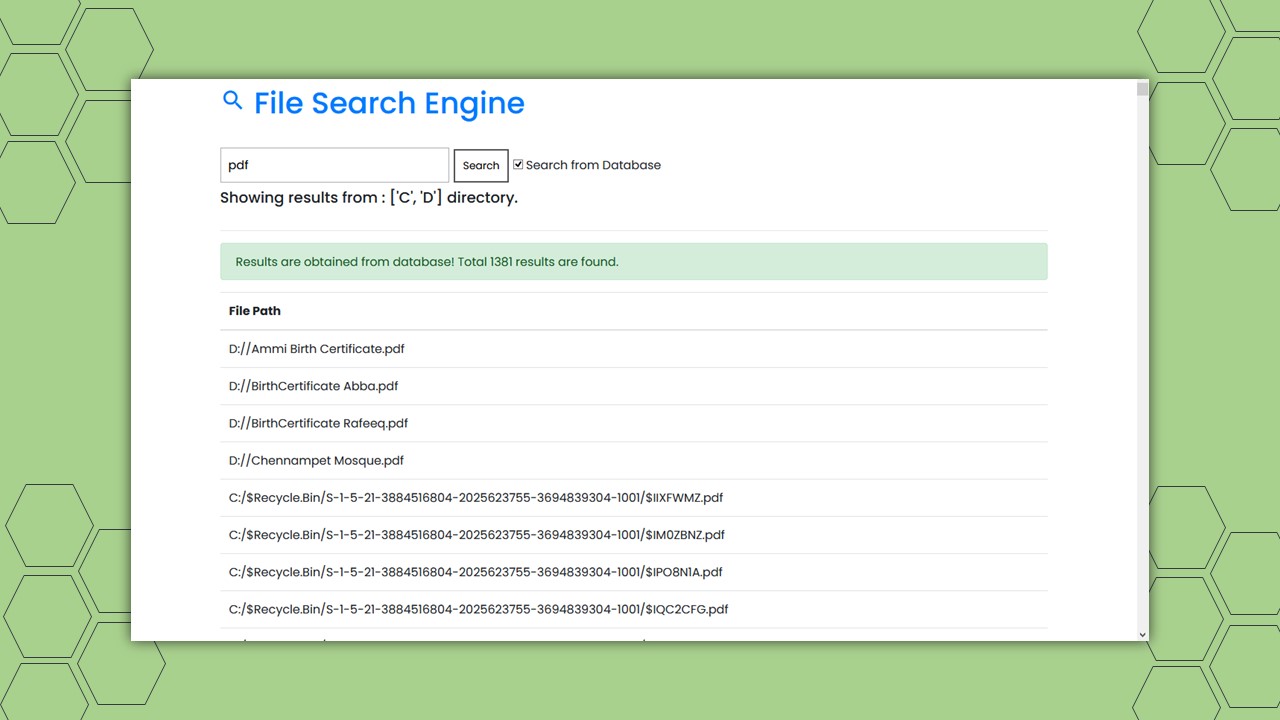 File Search Engine
pdf
Search
Search from Database
Showing results from : ['C', 'D'] directory.
Results are obtained from database! Total 1381 results are found.
File Path
D://Ammi Birth Certificate.pdf
D://BirthCertificate Abba.pdf
D://BirthCertificate Rafeeq.pdf
D://Chennampet Mosque.pdf
C:/$Recycle.Bin/S-1-5-21-3884516804-2025623755-3694839304-1001/$IIXFWMZ.pdf
C:/$Recycle.Bin/S-1-5-21-3884516804-2025623755-3694839304-1001/$IM0ZBNZ.pdf
C:/$Recycle.Bin/S-1-5-21-3884516804-2025623755-3694839304-1001/$IPO8N1A.pdf
C:/$Recycle.Bin/S-1-5-21-3884516804-2025623755-3694839304-1001/$IQC2CFG.pdf